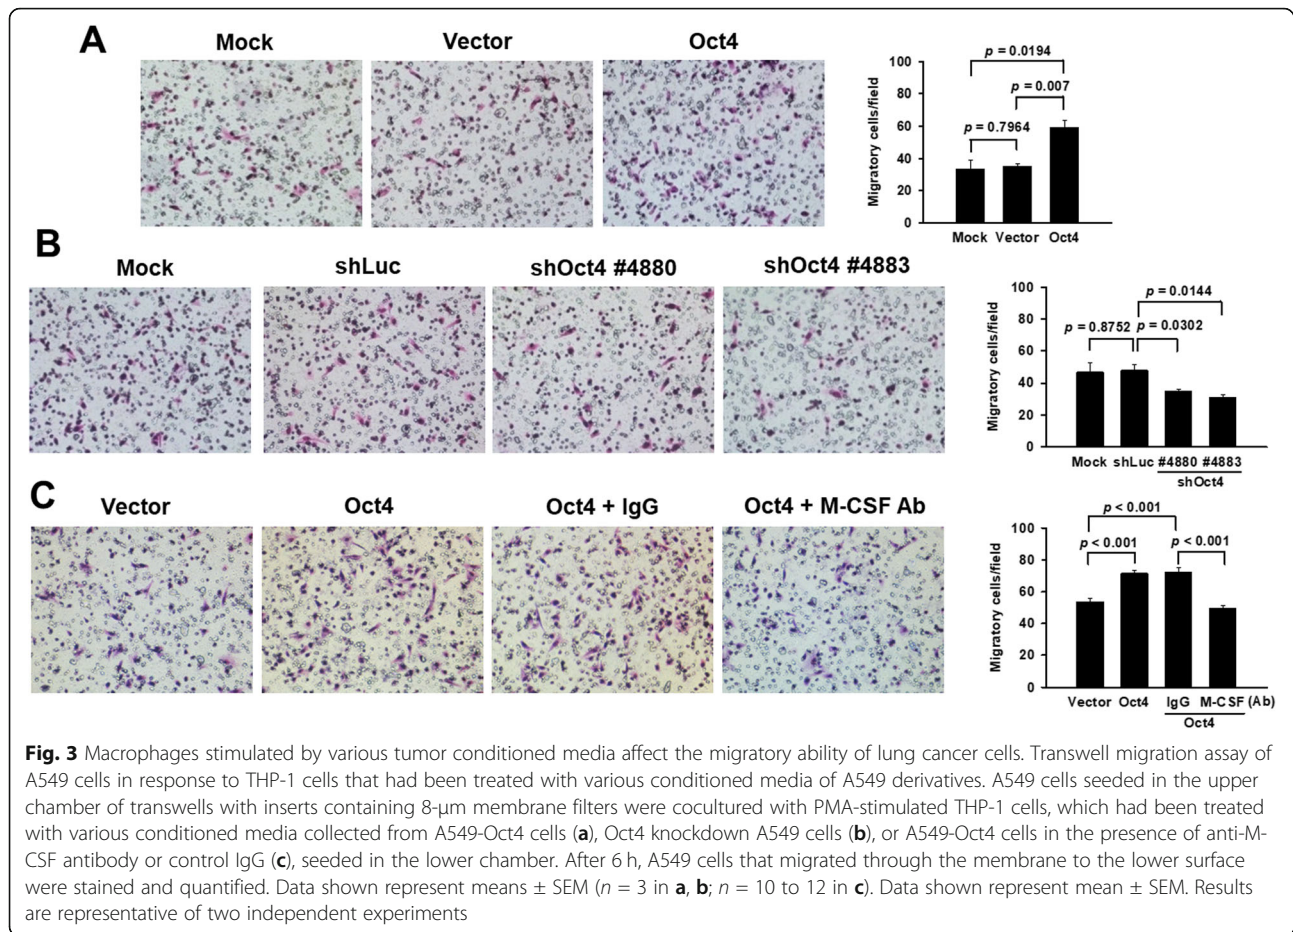 A
Mock Vector Oct4
p = 0.0194
p = 0.007
p = 0.7964
Migratory cells/field
100
80
60
40
20
0
Mock Vector Oct4
B
Mock shLuc shOct4 #4880 shOct4 #4883
p = 0.0144
p = 0.8752 p = 0.0302
Migratory cells/field
100
80
60
40
20
0
Mock shLuc #4880 #4883
shOct4
C
Vector Oct4 Oct4 + IgG Oct4 + M-CSF Ab
p < 0.001
p < 0.001 p < 0.001
Migratory cells/field
100
80
60
40
20
0
Vector Oct4 IgG M-CSF (Ab)
Oct4
Fig. 3 Macrophages stimulated by various tumor conditioned media affect the migratory ability of lung cancer cells. Transwell migration assay of
A549 cells in response to THP-1 cells that had been treated with various conditioned media of A549 derivatives. A549 cells seeded in the upper
chamber of transwells with inserts containing 8-μm membrane filters were cocultured with PMA-stimulated THP-1 cells, which had been treated
with various conditioned media collected from A549-Oct4 cells (a), Oct4 knockdown A549 cells (b), or A549-Oct4 cells in the presence of anti-M-
CSF antibody or control IgG (c), seeded in the lower chamber. After 6 h, A549 cells that migrated through the membrane to the lower surface
were stained and quantified. Data shown represent means ± SEM (n = 3 in a, b; n = 10 to 12 in c). Data shown represent mean ± SEM. Results
are representative of two independent experiments